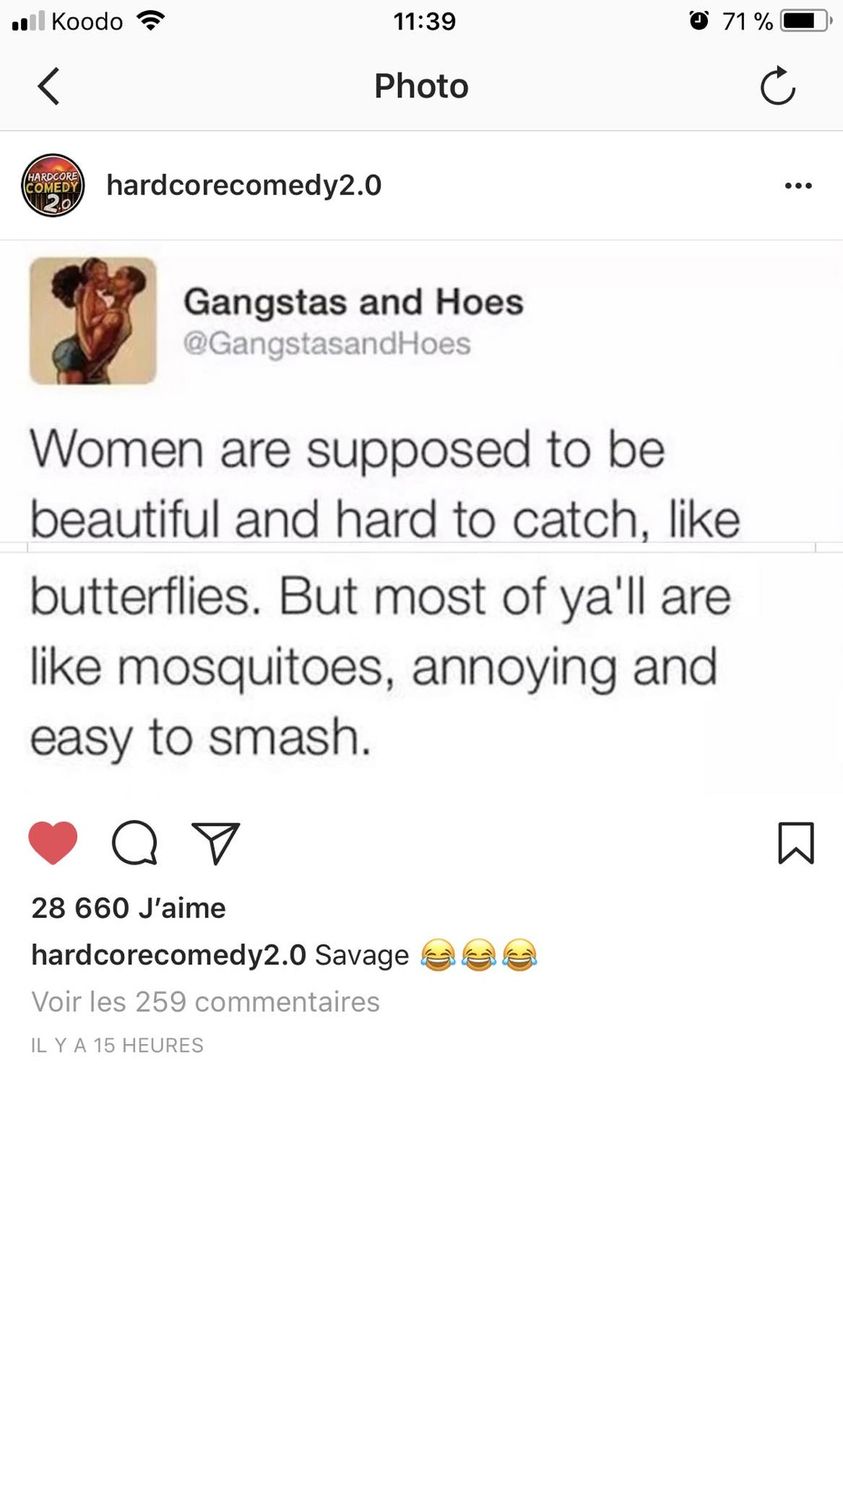 Koodo 11:39 71 %
Photo
HARDCORE
COMEDY
2.0
hardcorecomedy2.0
Gangstas and Hoes
@GangstasandHoes
Women are supposed to be
beautiful and hard to catch, like
butterflies. But most of ya'll are
like mosquitoes, annoying and
easy to smash.
28 660 J'aime
hardcorecomedy2.0 Savage 😂😂😂
Voir les 259 commentaires
IL Y A 15 HEURES